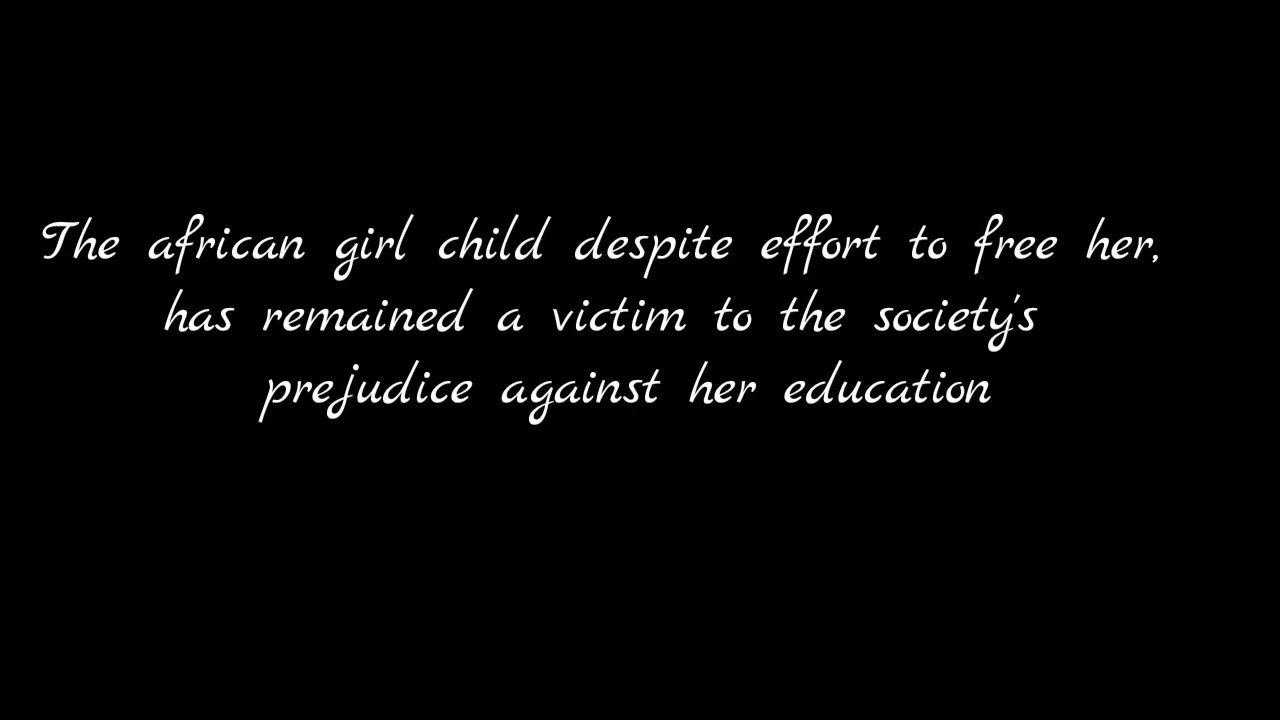 The african girl child despite effort to free her,
has remained a victim to the society's
prejudice against her education